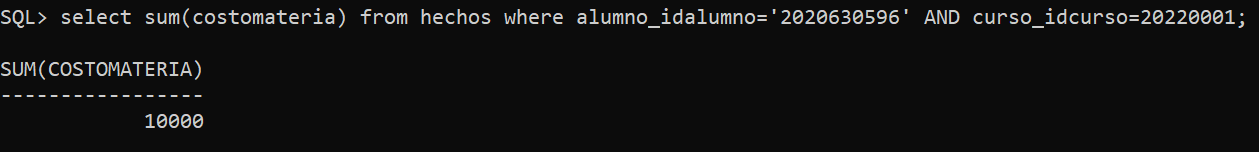 SQL> select sum(costomateria) from hechos where alumno_idalumno='2020630596' AND curso_idcurso=20220001;
SUM(COSTOMATERIA)
-----------------
10000